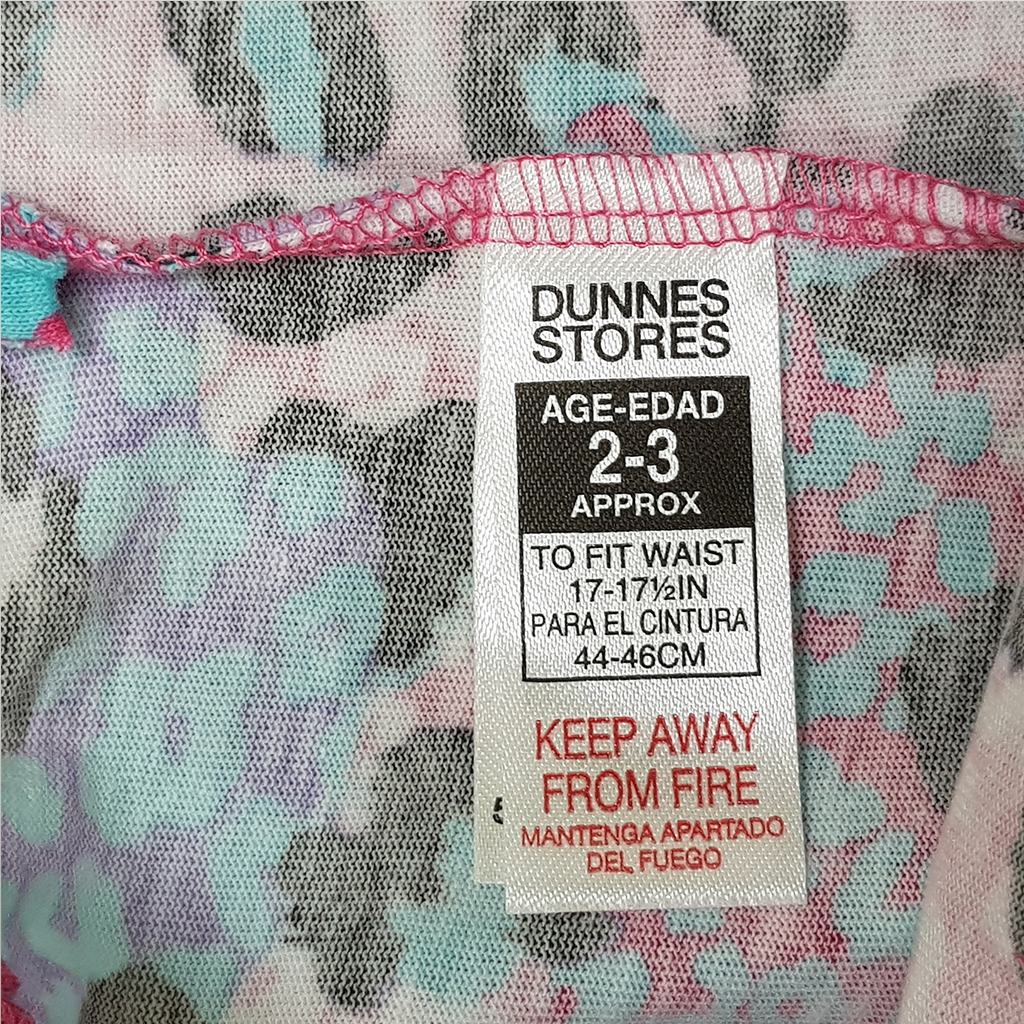 DUNNES
STORES
AGE-EDAD
2-3
APPROX
TO FIT WAIST
17-17½IN
PARA EL CINTURA
44-46CM
KEEP AWAY
FROM FIRE
MANTENGA APARTADO
DEL FUEGO